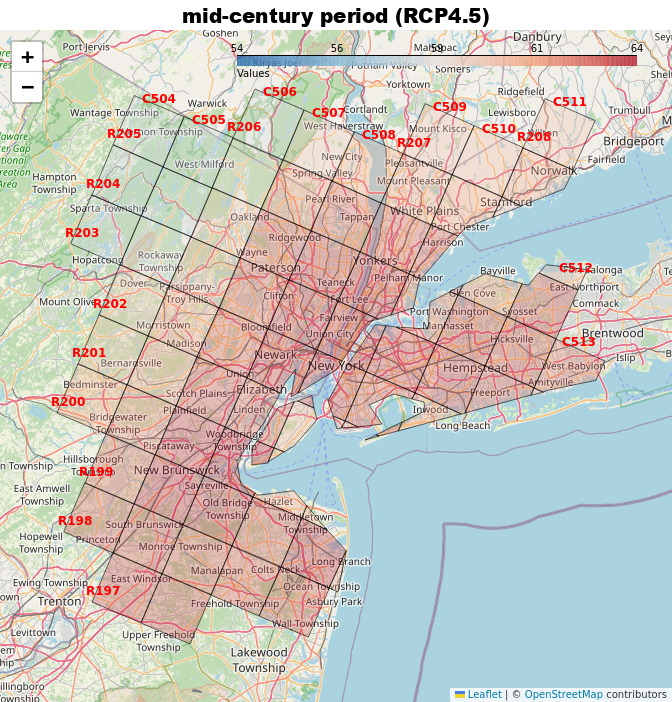 mid-century period (RCP4.5)
+
−
54
56
59
61
64
Values
Goshen
Danbury
Port Jervis
Kiryas Joel
Mahopac
Putnam Valley
Somers
Yorktown
Ridgefield
C504
C506
C511
Wantage Township
Warwick
C507
Cortlandt
C509
Lewisboro
Trumbull
C505
R206
West Haverstraw
C508
Mount Kisco
C510
R208
Wilton
Bridgeport
R205
Vernon Township
R207
New City
Pleasantville
Fairfield
West Milford
Spring Valley
Mount Pleasant
Norwalk
Hampton
Township
R204
Pearl River
Stamford
Sparta Township
Oakland
Tappan
White Plains
R203
Ridgewood
Port Chester
Harrison
Hopatcong
Rockaway
Township
Wayne
Paterson
Yonkers
Pelham Manor
Bayville
C512
Dover
Parsippany-
Troy Hills
Teaneck
Glen Cove
East Northport
Mount Olive
R202
Clifton
Fort Lee
Commack
Morristown
Bloomfield
Fairview
Union City
Port Washington
Manhasset
Syosset
Brentwood
R201
Madison
Hicksville
C513
Bernardsville
Newark
New York
Hempstead
West Babylon
Islip
Bedminster
Union
Elizabeth
Amityville
R200
Scotch Plains
Linden
Freeport
Bridgewater
Township
Plainfield
Inwood
Long Beach
Piscataway
Woodbridge
Township
Hillsborough
R199
New Brunswick
Sayreville
East Amwell
Township
Old Bridge
Township
Hazlet
R198
South Brunswick
Middletown
Township
Hopewell
Township
Princeton
Monroe Township
Long Branch
East Windsor
Manalapan
Colts Neck
Ewing Township
R197
Ocean Township
Trenton
Freehold Township
Asbury Park
Levittown
Upper Freehold
Township
Wall Township
Lakewood
Township
Leaflet | © OpenStreetMap contributors